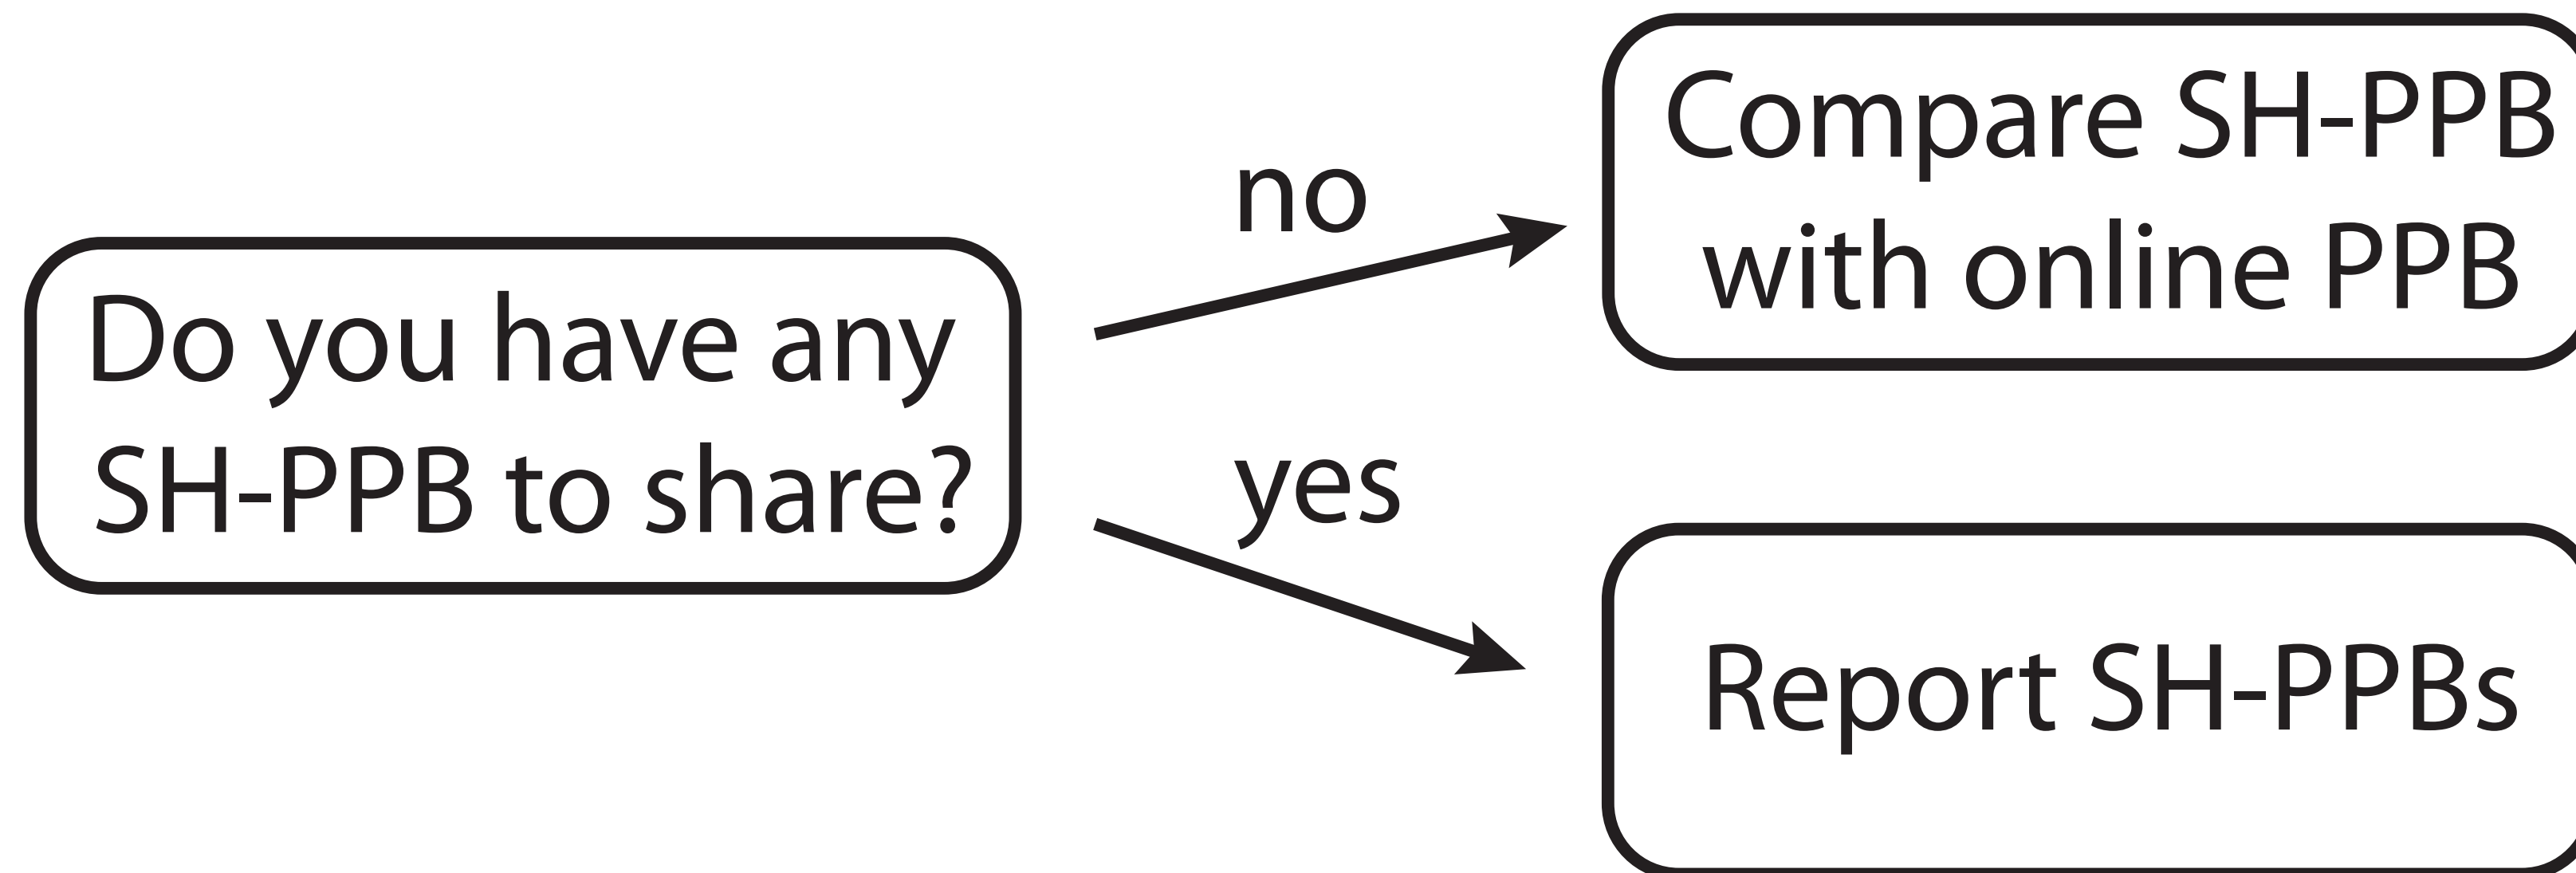 Do you have any
SH-PPB to share?
no
Compare SH-PPB
with online PPB
yes
Report SH-PPBs